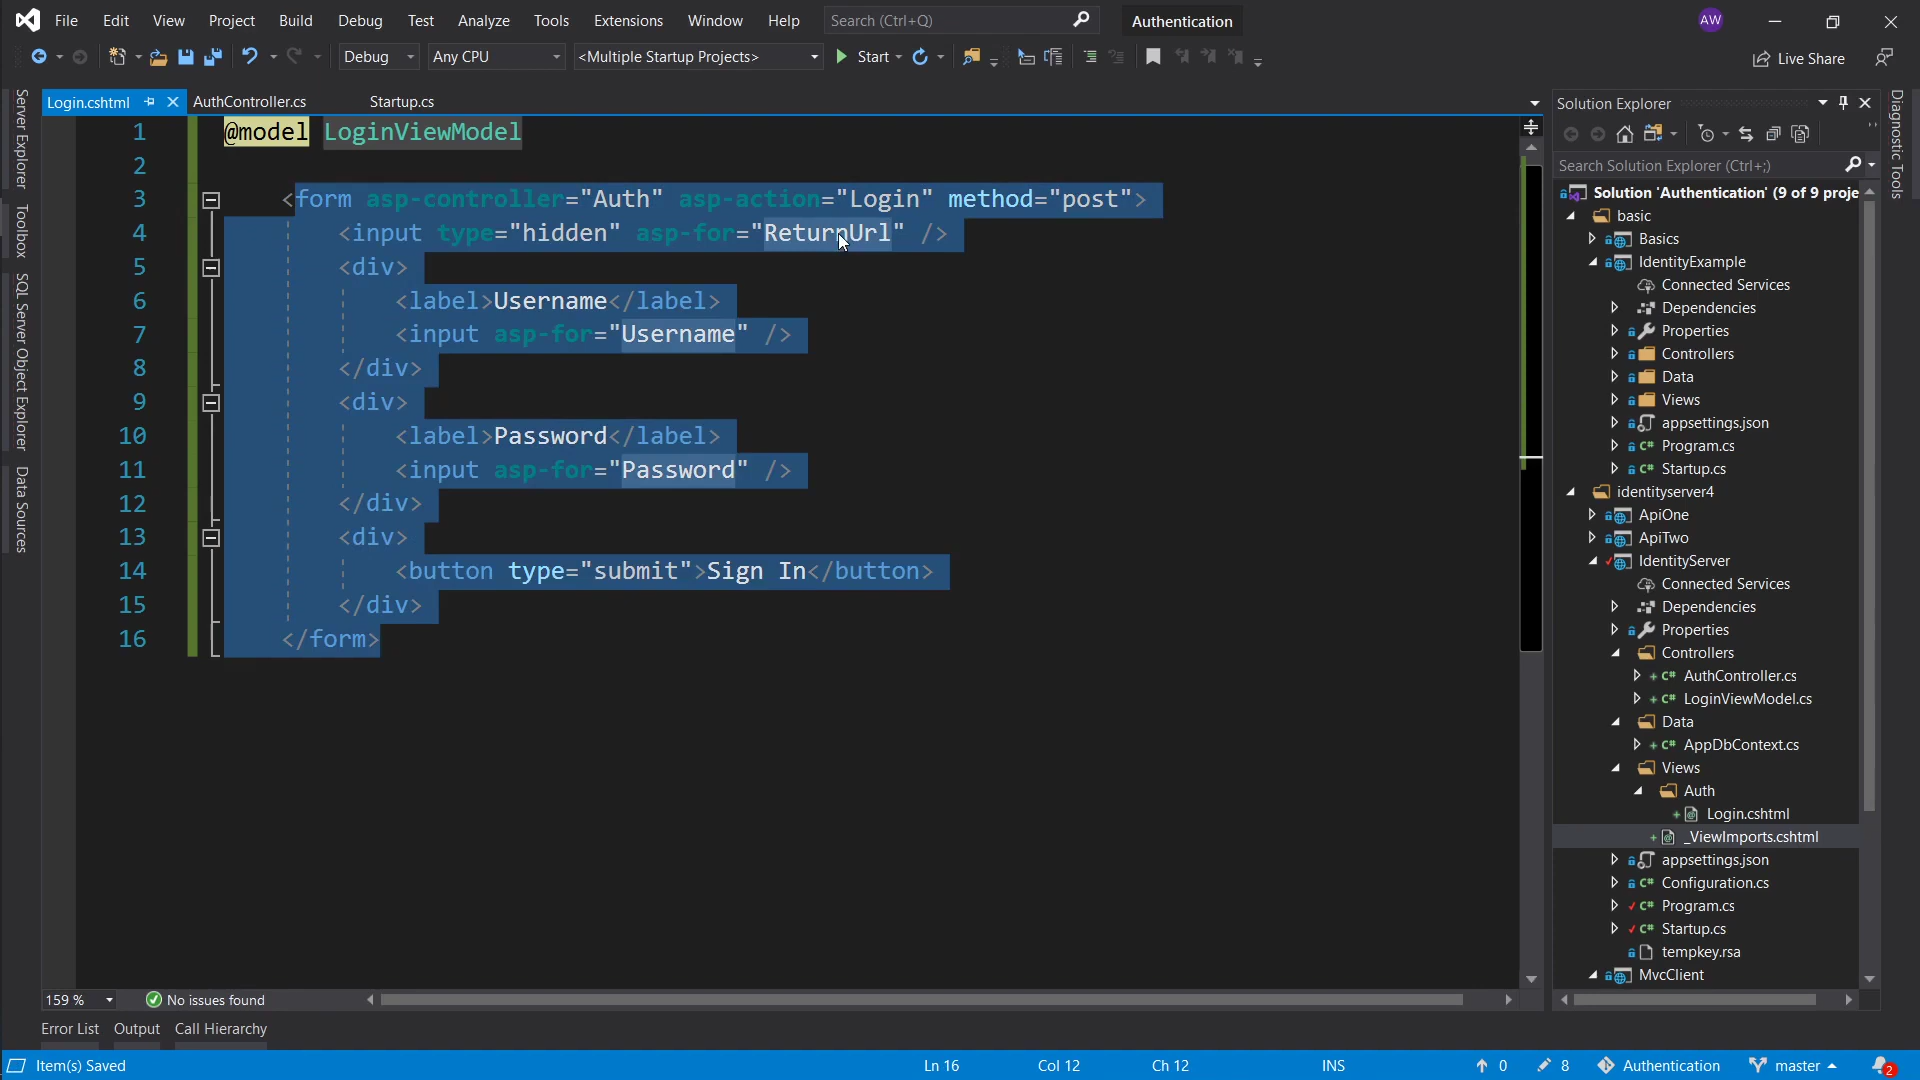 File Edit View Project Build Debug Test Analyze Tools Extensions Window Help Search (Ctrl+Q) Authentication AW
Debug Any CPU <Multiple Startup Projects> Start Live Share
Server Explorer
Toolbox
SQL Server Object Explorer
Data Sources
Login.cshtml AuthController.cs Startup.cs
1 @model LoginViewModel
2
3 <form asp-controller="Auth" asp-action="Login" method="post">
4 <input type="hidden" asp-for="ReturnUrl" />
5 <div>
6 <label>Username</label>
7 <input asp-for="Username" />
8 </div>
9 <div>
10 <label>Password</label>
11 <input asp-for="Password" />
12 </div>
13 <div>
14 <button type="submit">Sign In</button>
15 </div>
16 </form>
159 % No issues found
Error List Output Call Hierarchy
Solution Explorer
Search Solution Explorer (Ctrl+;)
Solution 'Authentication' (9 of 9 proje
basic
Basics
IdentityExample
Connected Services
Dependencies
Properties
Controllers
Data
Views
appsettings.json
C# Program.cs
C# Startup.cs
identityserver4
ApiOne
ApiTwo
IdentityServer
Connected Services
Dependencies
Properties
Controllers
C# AuthController.cs
C# LoginViewModel.cs
Data
C# AppDbContext.cs
Views
Auth
Login.cshtml
_ViewImports.cshtml
appsettings.json
C# Configuration.cs
C# Program.cs
C# Startup.cs
tempkey.rsa
MvcClient
Diagnostic Tools
Item(s) Saved Ln 16 Col 12 Ch 12 INS 0 8 Authentication master 2